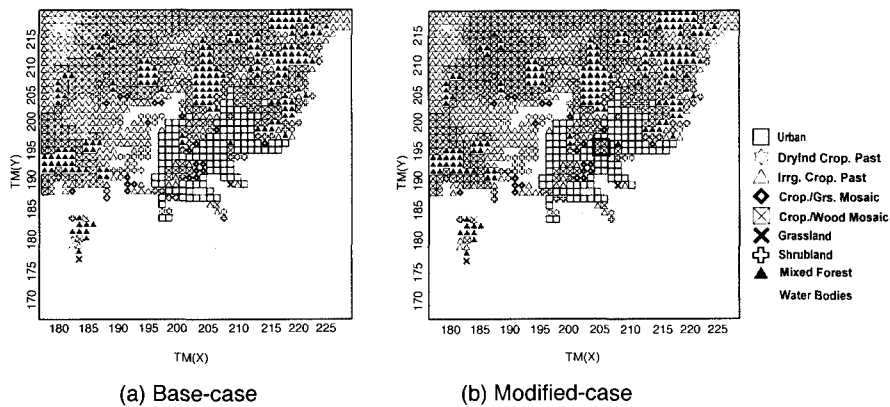 TM(Y)
215
210
205
200
195
190
185
180
175
170
180 185 190 195 200 205 210 215 220 225
TM(X)
(a) Base-case
TM(Y)
215
210
205
200
195
190
185
180
175
170
180 185 190 195 200 205 210 215 220 225
TM(X)
(b) Modified-case
Urban
Drylnd Crop. Past
Irrg. Crop. Past
Crop./Grs. Mosaic
Crop./Wood Mosaic
Grassland
Shrubland
Mixed Forest
Water Bodies